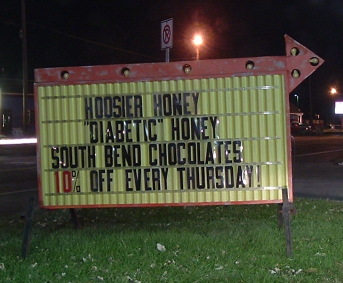 HOOSIER HONEY
"DIABETIC" HONEY
SOUTH BEND CHOCOLATES
10% OFF EVERY THURSDAY!